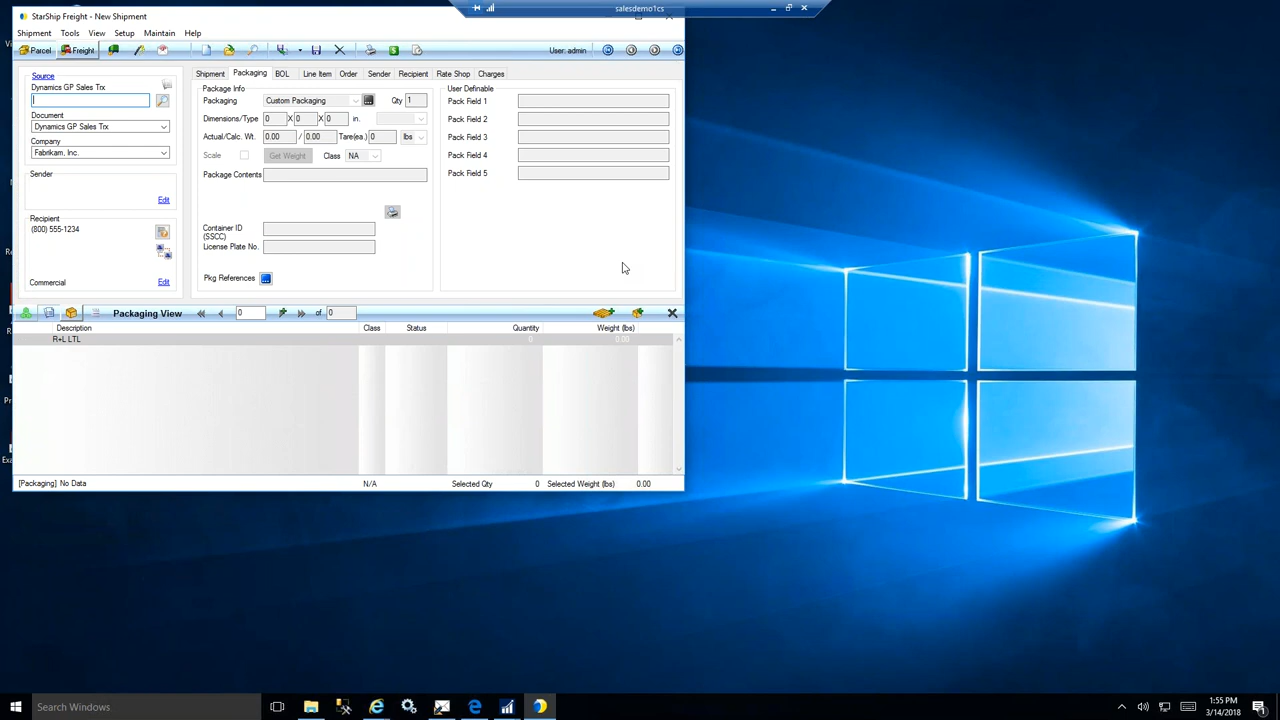 salesdemo1cs
StarShip Freight - New Shipment
Shipment Tools View Setup Maintain Help
Parcel Freight User: admin
Source
Dynamics GP Sales Trx
Document
Dynamics GP Sales Trx
Company
Fabrikam, Inc.
Sender
Edit
Recipient
(800) 555-1234
Commercial Edit
Shipment Packaging BOL Line Item Order Sender Recipient Rate Shop Charges
Package Info
Packaging Custom Packaging Qty 1
Dimensions/Type 0 X 0 X 0 in.
Actual/Calc. Wt. 0.00 / 0.00 Tare(ea.) 0 lbs
Scale Get Weight Class NA
Package Contents
Container ID
(SSCC)
License Plate No.
Pkg References
User Definable
Pack Field 1
Pack Field 2
Pack Field 3
Pack Field 4
Pack Field 5
Packaging View 0 of 0
Description Class Status Quantity Weight (lbs)
R+L LTL 0 0.00
[Packaging] No Data N/A Selected Qty 0 Selected Weight (lbs) 0.00
Search Windows
1:55 PM
3/14/2018